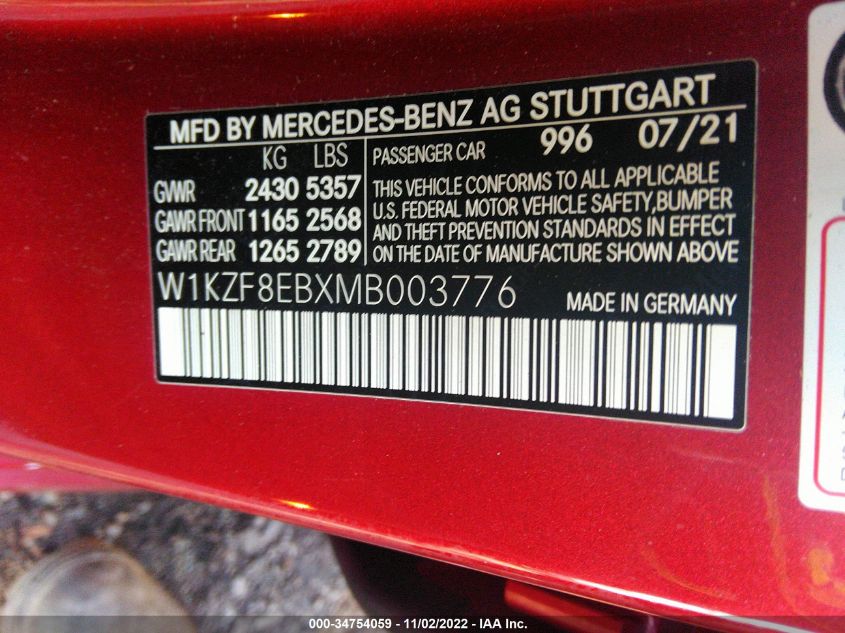 MFD BY MERCEDES-BENZ AG STUTTGART
KG LBS
GVWR 2430 5357
GAWR FRONT 1165 2568
GAWR REAR 1265 2789
PASSENGER CAR 996 07/21
THIS VEHICLE CONFORMS TO ALL APPLICABLE
U.S. FEDERAL MOTOR VEHICLE SAFETY, BUMPER
AND THEFT PREVENTION STANDARDS IN EFFECT
ON THE DATE OF MANUFACTURE SHOWN ABOVE
W1KZF8EBXMB003776 MADE IN GERMANY
000-34754059 - 11/02/2022 - IAA Inc.